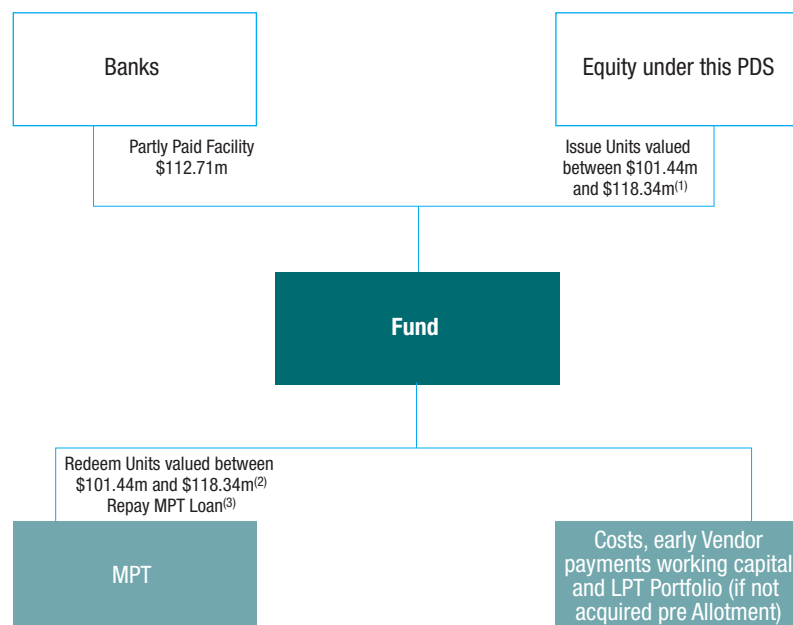 Banks
Equity under this PDS
Partly Paid Facility
$112.71m
Issue Units valued
between $101.44m
and $118.34m(1)
Fund
Redeem Units valued between
$101.44m and $118.34m(2)
Repay MPT Loan(3)
MPT
Costs, early Vendor
payments working capital
and LPT Portfolio (if not
acquired pre Allotment)